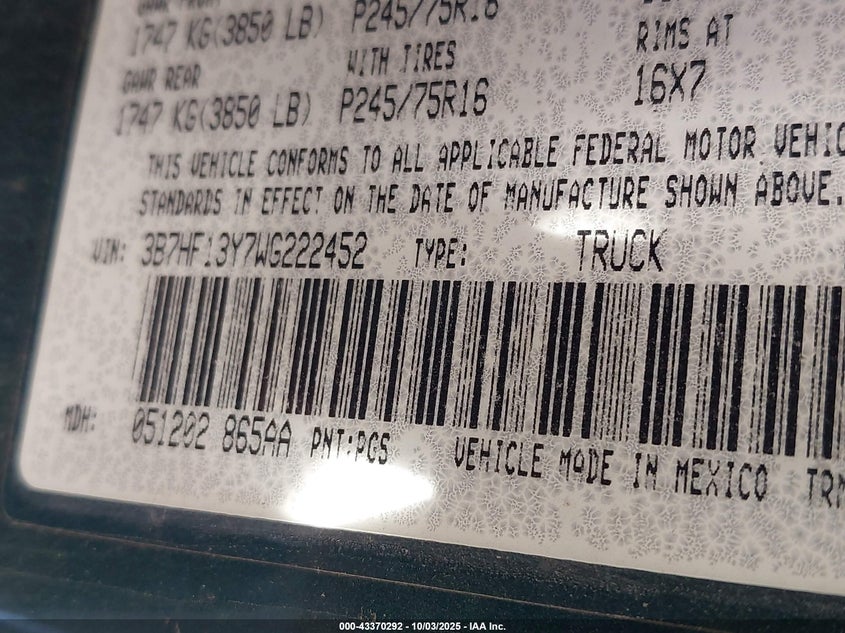 1747 KG(3850 LB) P245/75R16
RIMS AT
GAWR REAR WITH TIRES
16X7
1747 KG(3850 LB) P245/75R16
THIS VEHICLE CONFORMS TO ALL APPLICABLE FEDERAL MOTOR VEHIC
STANDARDS IN EFFECT ON THE DATE OF MANUFACTURE SHOWN ABOVE.
VIN: 3B7HF13Y7WG222452 TYPE: TRUCK
MDH: 051202 865AA PNT:PGS VEHICLE MADE IN MEXICO TRM
000-43370292 - 10/03/2025 - IAA Inc.